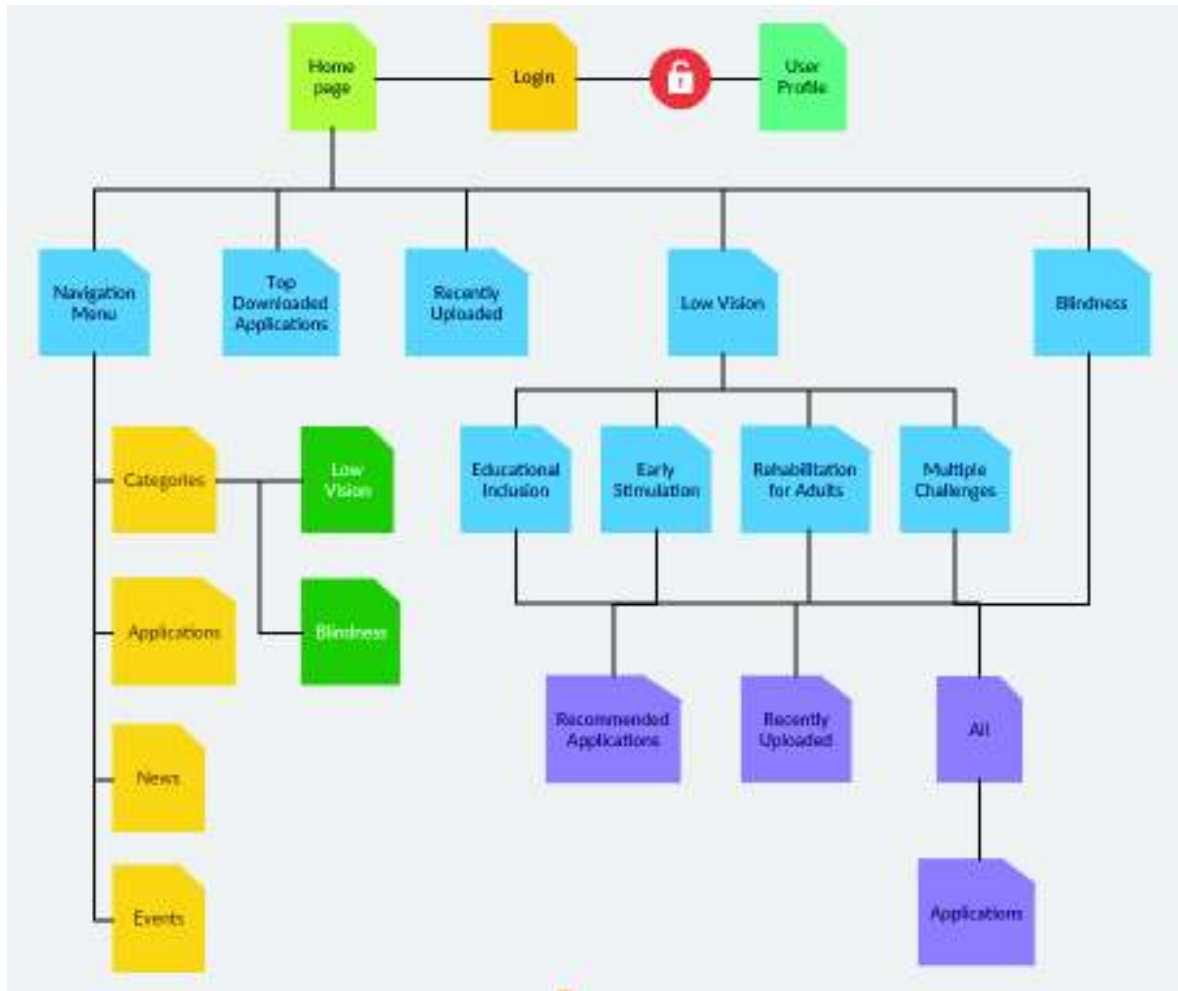 Home
page
Login
User
Profile
Navigation
Menu
Top
Downloaded
Applications
Recently
Uploaded
Low Vision
Blindness
Categories
Low
Vision
Educational
Inclusion
Early
Stimulation
Rehabilitation
for Adults
Multiple
Challenges
Applications
Blindness
Recommended
Applications
Recently
Uploaded
All
News
Applications
Events